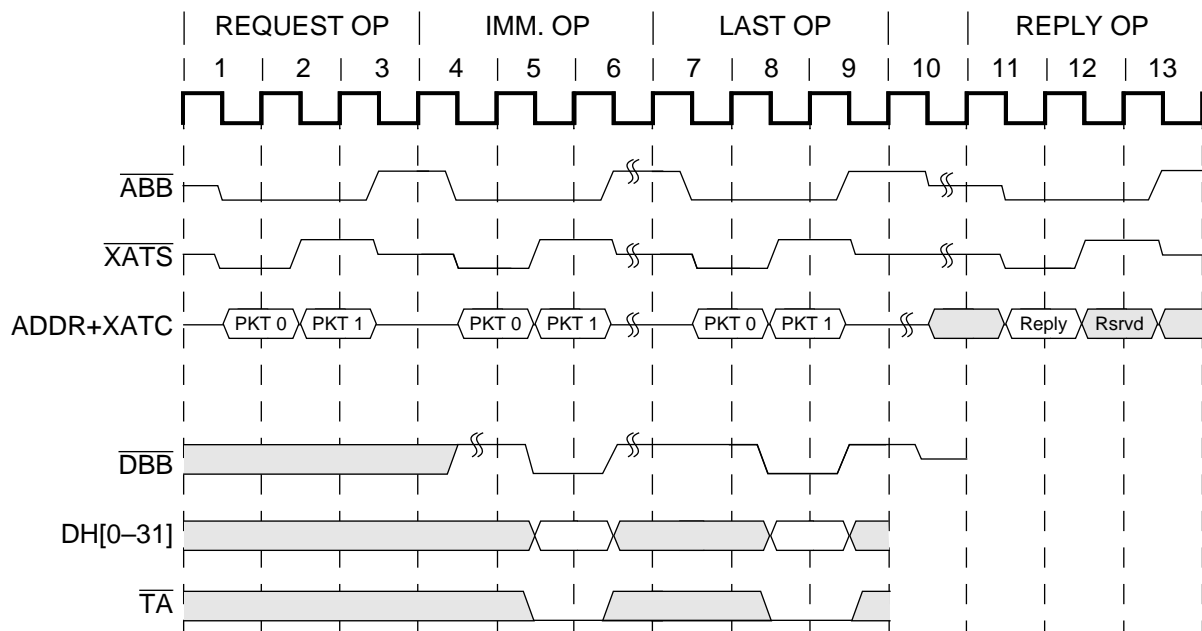 REQUEST OP IMM. OP LAST OP REPLY OP
1 2 3 4 5 6 7 8 9 10 11 12 13
ABB
XATS
ADDR+XATC PKT 0 PKT 1 PKT 0 PKT 1 PKT 0 PKT 1 Reply Rsrvd
DBB
DH[0–31]
TA